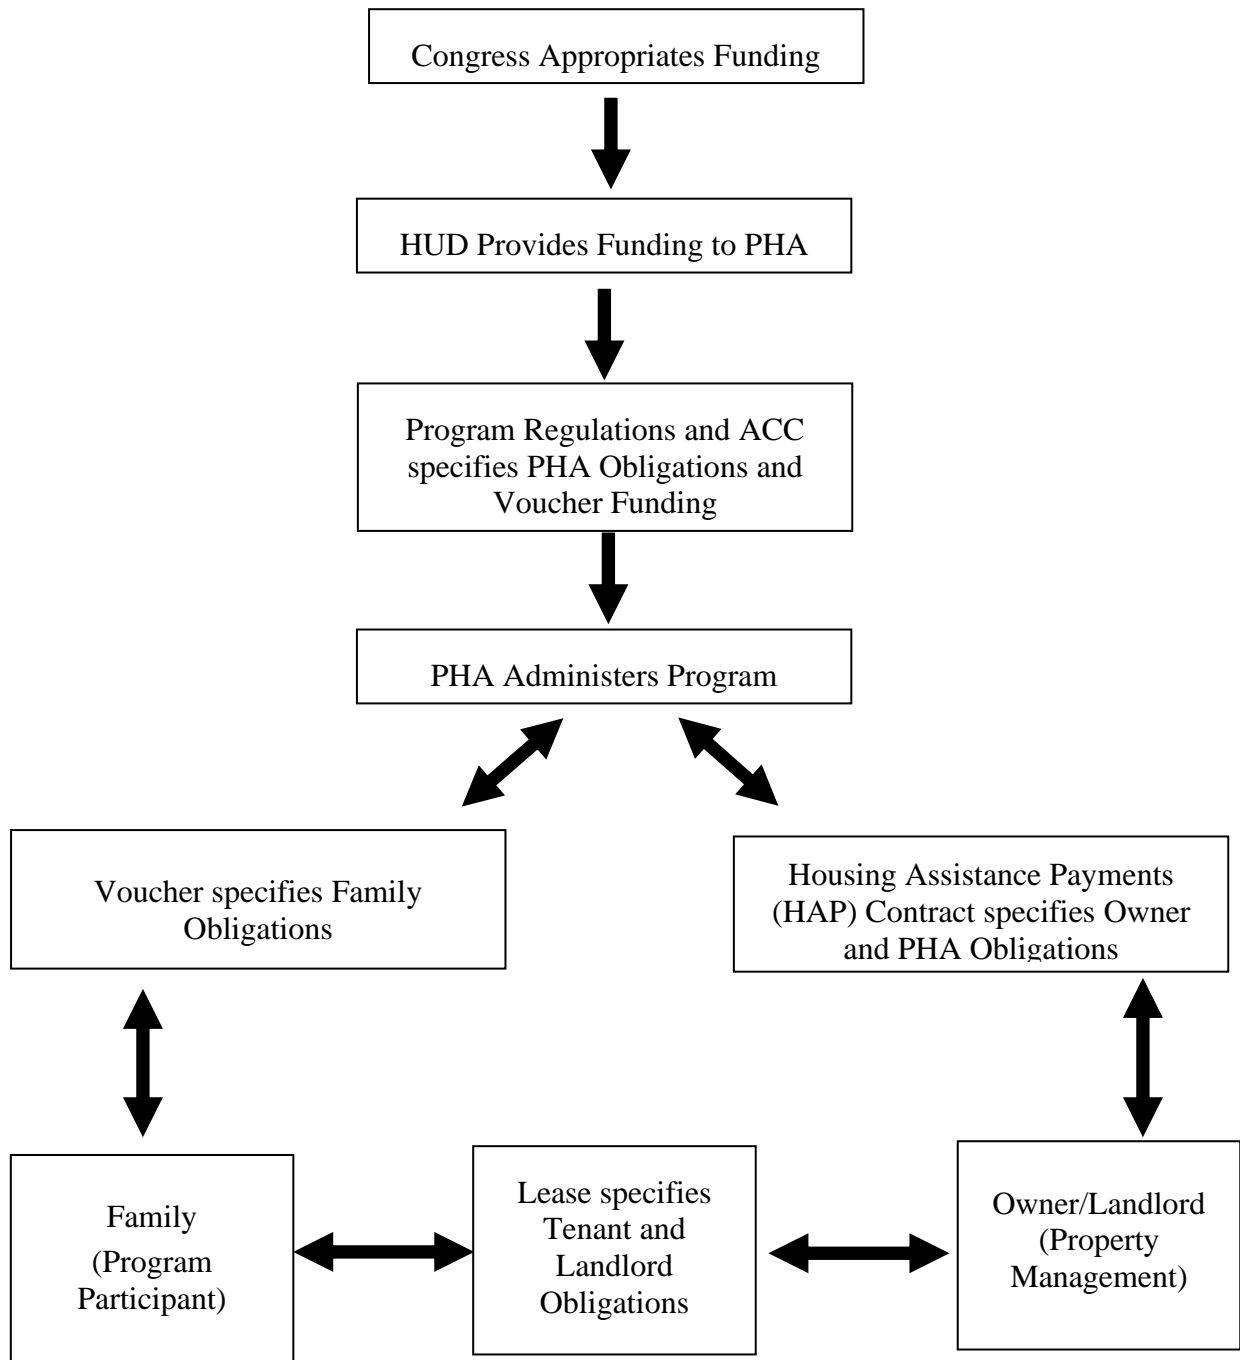 Congress Appropriates Funding
HUD Provides Funding to PHA
Program Regulations and ACC
specifies PHA Obligations and
Voucher Funding
PHA Administers Program
Voucher specifies Family
Obligations
Housing Assistance Payments
(HAP) Contract specifies Owner
and PHA Obligations
Family
(Program
Participant)
Lease specifies
Tenant and
Landlord
Obligations
Owner/Landlord
(Property
Management)